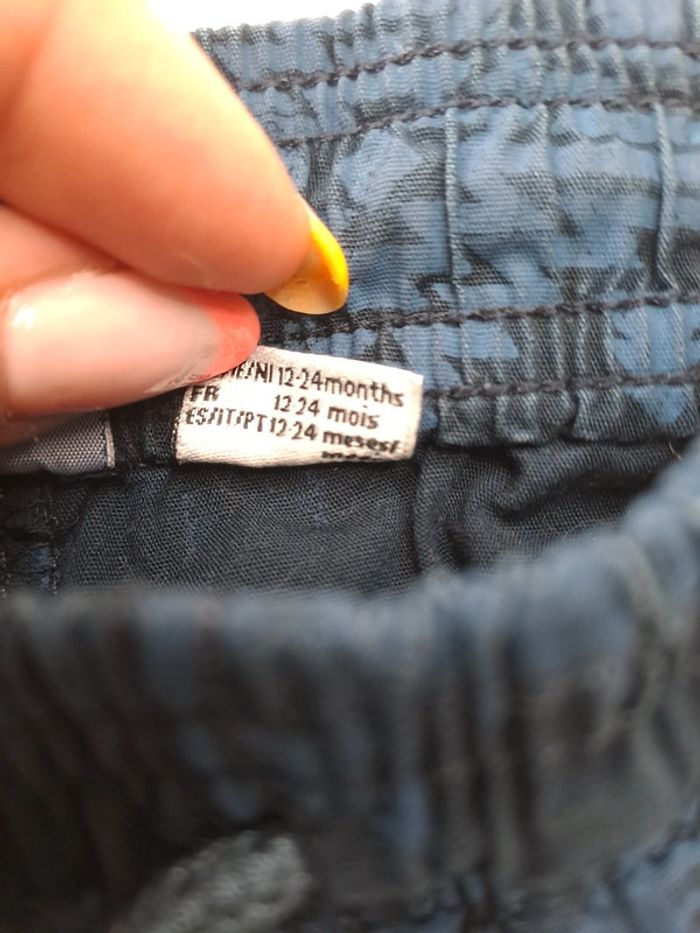 12-24months
FR 12-24 mois
ES/IT/PT 12-24 meses/